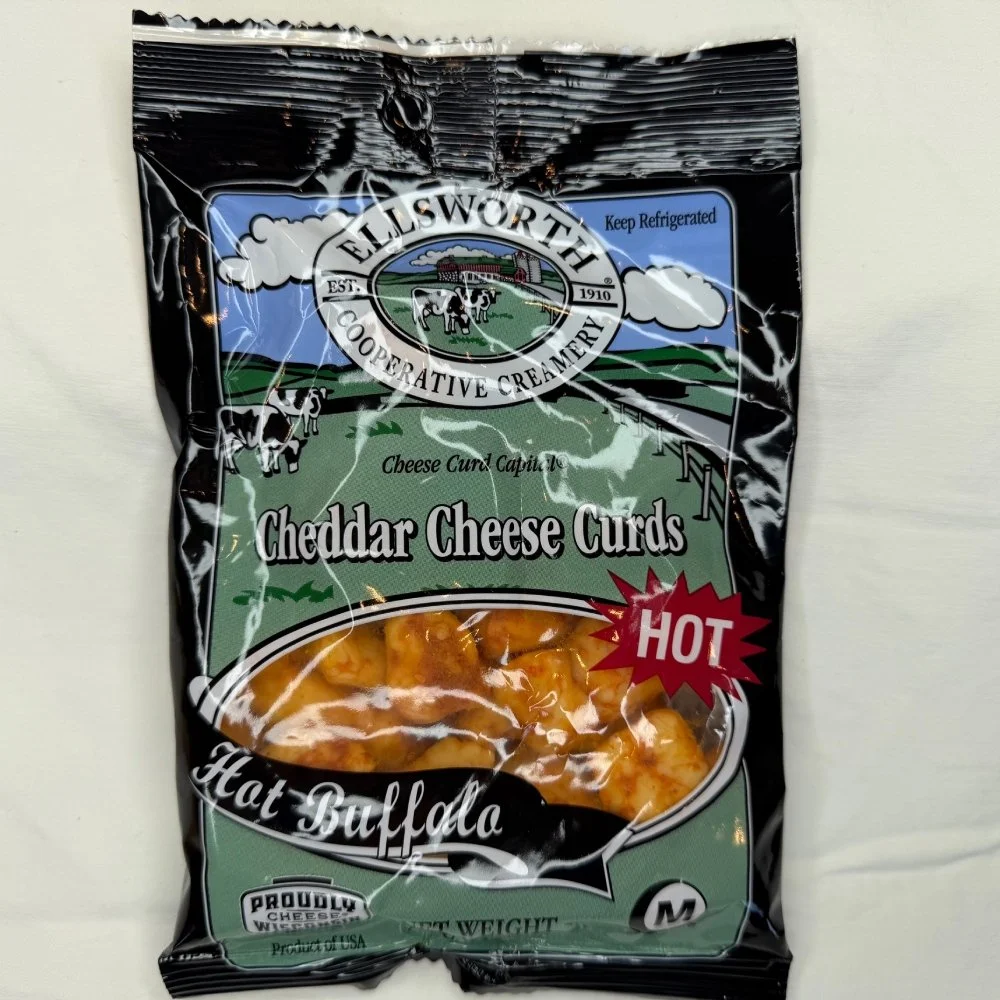 Keep Refrigerated
ELLSWORTH
EST. 1910
COOPERATIVE CREAMERY®
Cheese Curd Capital®
Cheddar Cheese Curds
HOT
Hot Buffalo
PROUDLY
CHEESE
WISCONSIN
Product of USA
NET WEIGHT
M